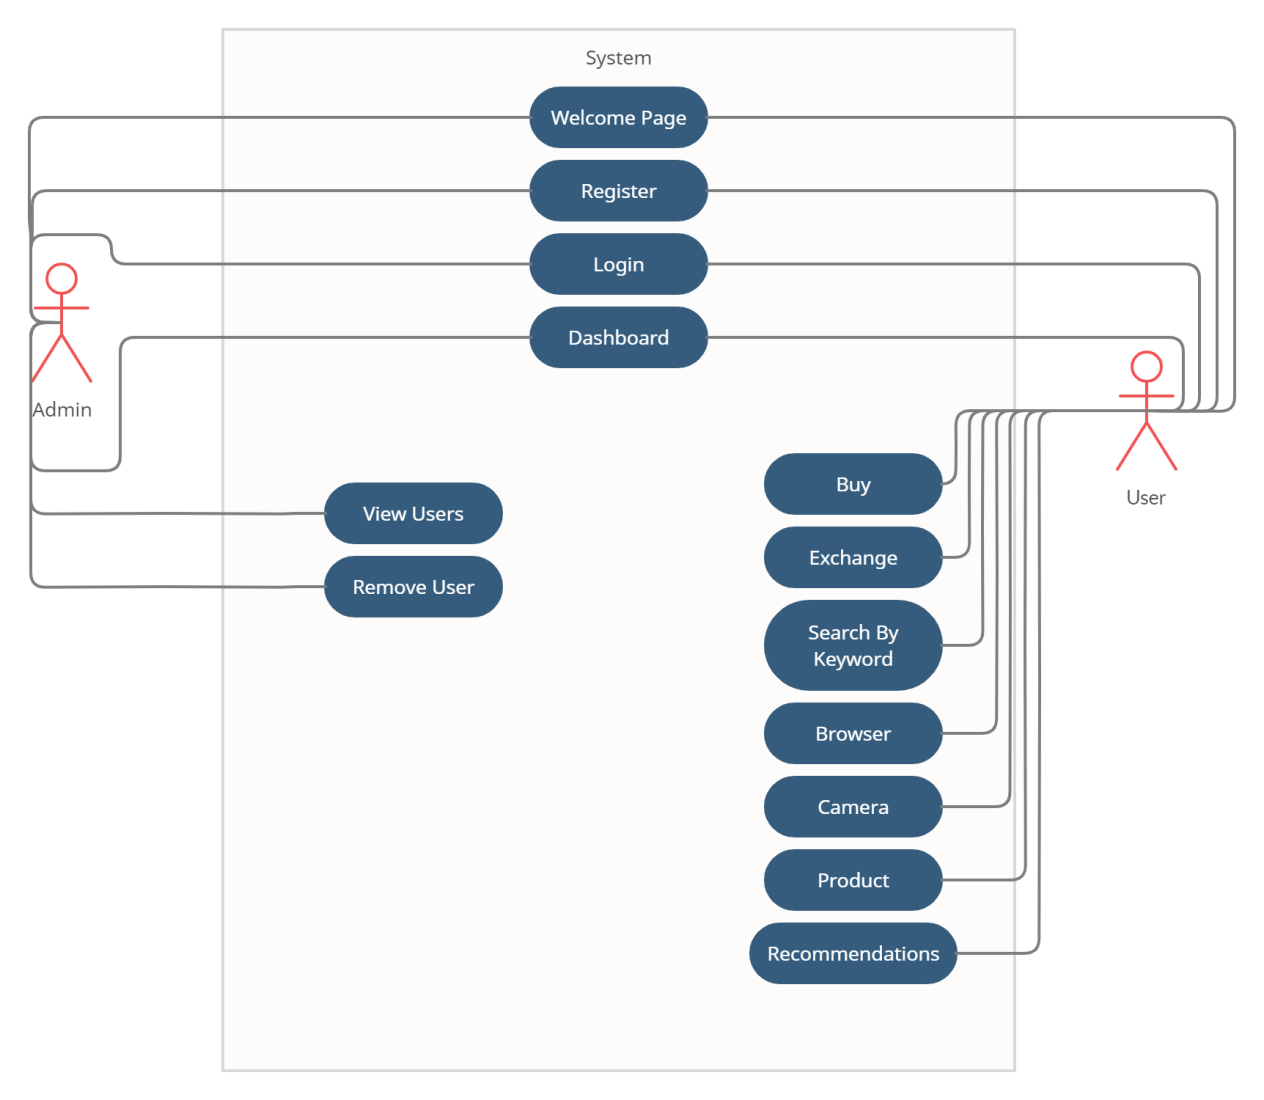 System
Welcome Page
Register
Login
Dashboard
Admin
User
View Users
Remove User
Buy
Exchange
Search By
Keyword
Browser
Camera
Product
Recommendations